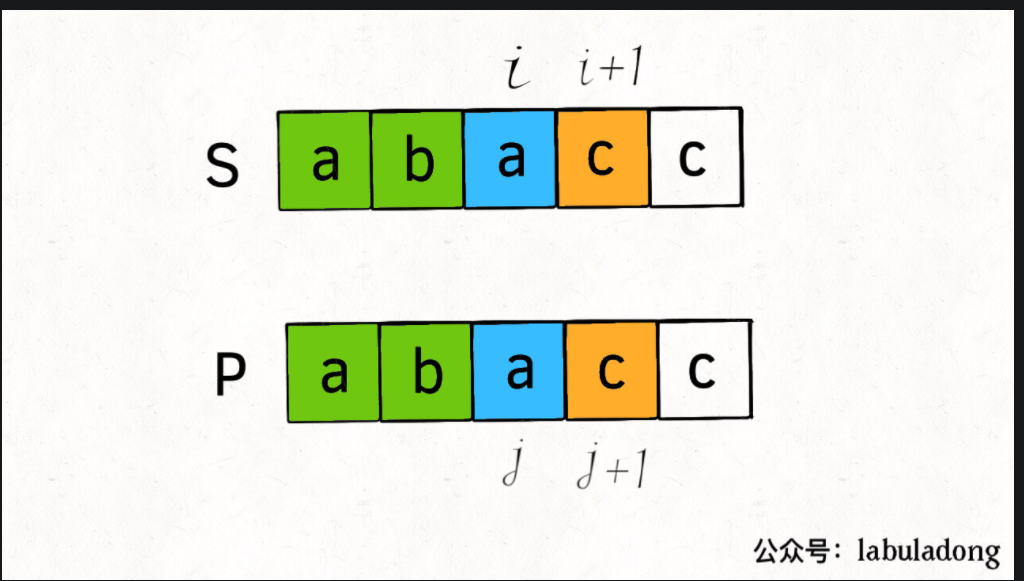 i i+1
S a b a c c
P a b a c c
j j+1
公众号：labuladong